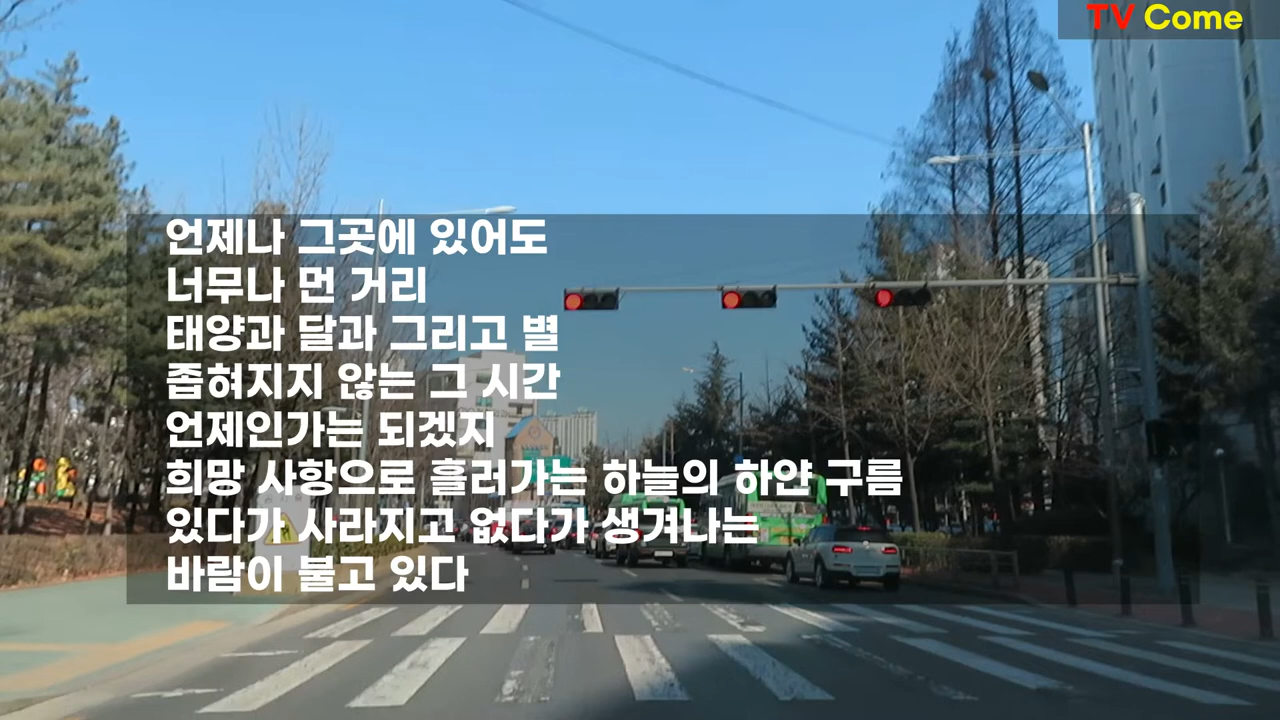 TV Come
언제나 그곳에 있어도
너무나 먼 거리
태양과 달과 그리고 별
좁혀지지 않는 그 시간
언제인가는 되겠지
희망 사항으로 흘러가는 하늘의 하얀 구름
있다가 사라지고 없다가 생겨나는
바람이 불고 있다